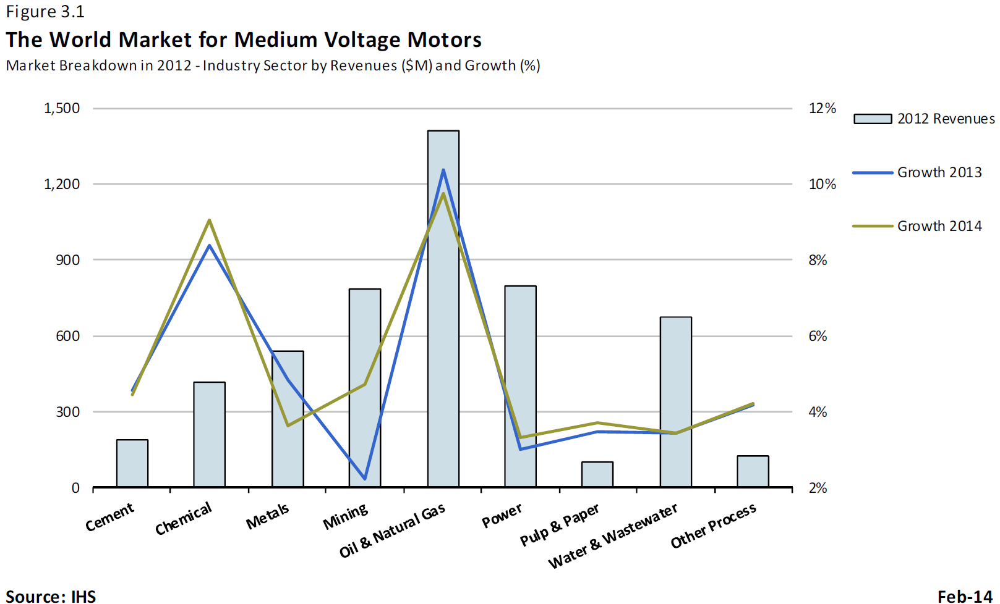 Figure 3.1
The World Market for Medium Voltage Motors
Market Breakdown in 2012 - Industry Sector by Revenues ($M) and Growth (%)
1,500
1,200
900
600
300
0
12%
10%
8%
6%
4%
2%
2012 Revenues
Growth 2013
Growth 2014
Cement
Chemical
Metals
Mining
Oil & Natural Gas
Power
Pulp & Paper
Water & Wastewater
Other Process
Source: IHS
Feb-14